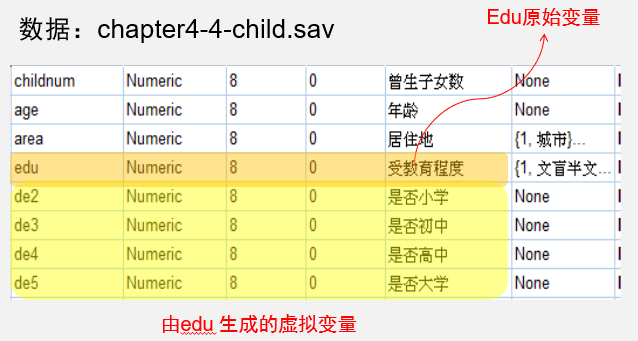 Edu原始变量
数据：chapter4-4-child.sav
childnum Numeric 8 0 曾生子女数 None
age Numeric 8 0 年龄 None
area Numeric 8 0 居住地 {1, 城市}...
edu Numeric 8 0 受教育程度 {1, 文盲半文...
de2 Numeric 8 0 是否小学 None
de3 Numeric 8 0 是否初中 None
de4 Numeric 8 0 是否高中 None
de5 Numeric 8 0 是否大学 None
由edu 生成的虚拟变量